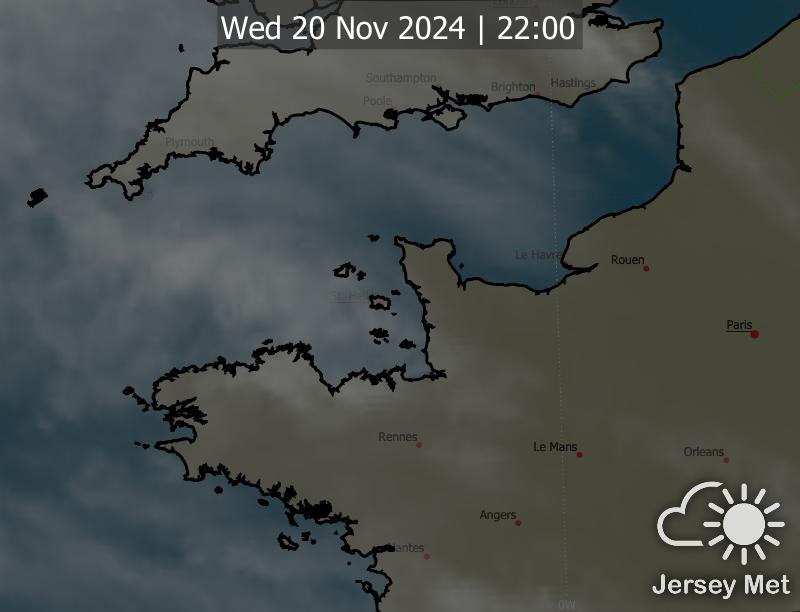 London
Wed 20 Nov 2024 | 22:00
Southampton
Brighton
Hastings
Poole
Plymouth
Le Havre
Rouen
St. Helier
Paris
Rennes
Le Mans
Orleans
Angers
Nantes
Jersey Met
0W